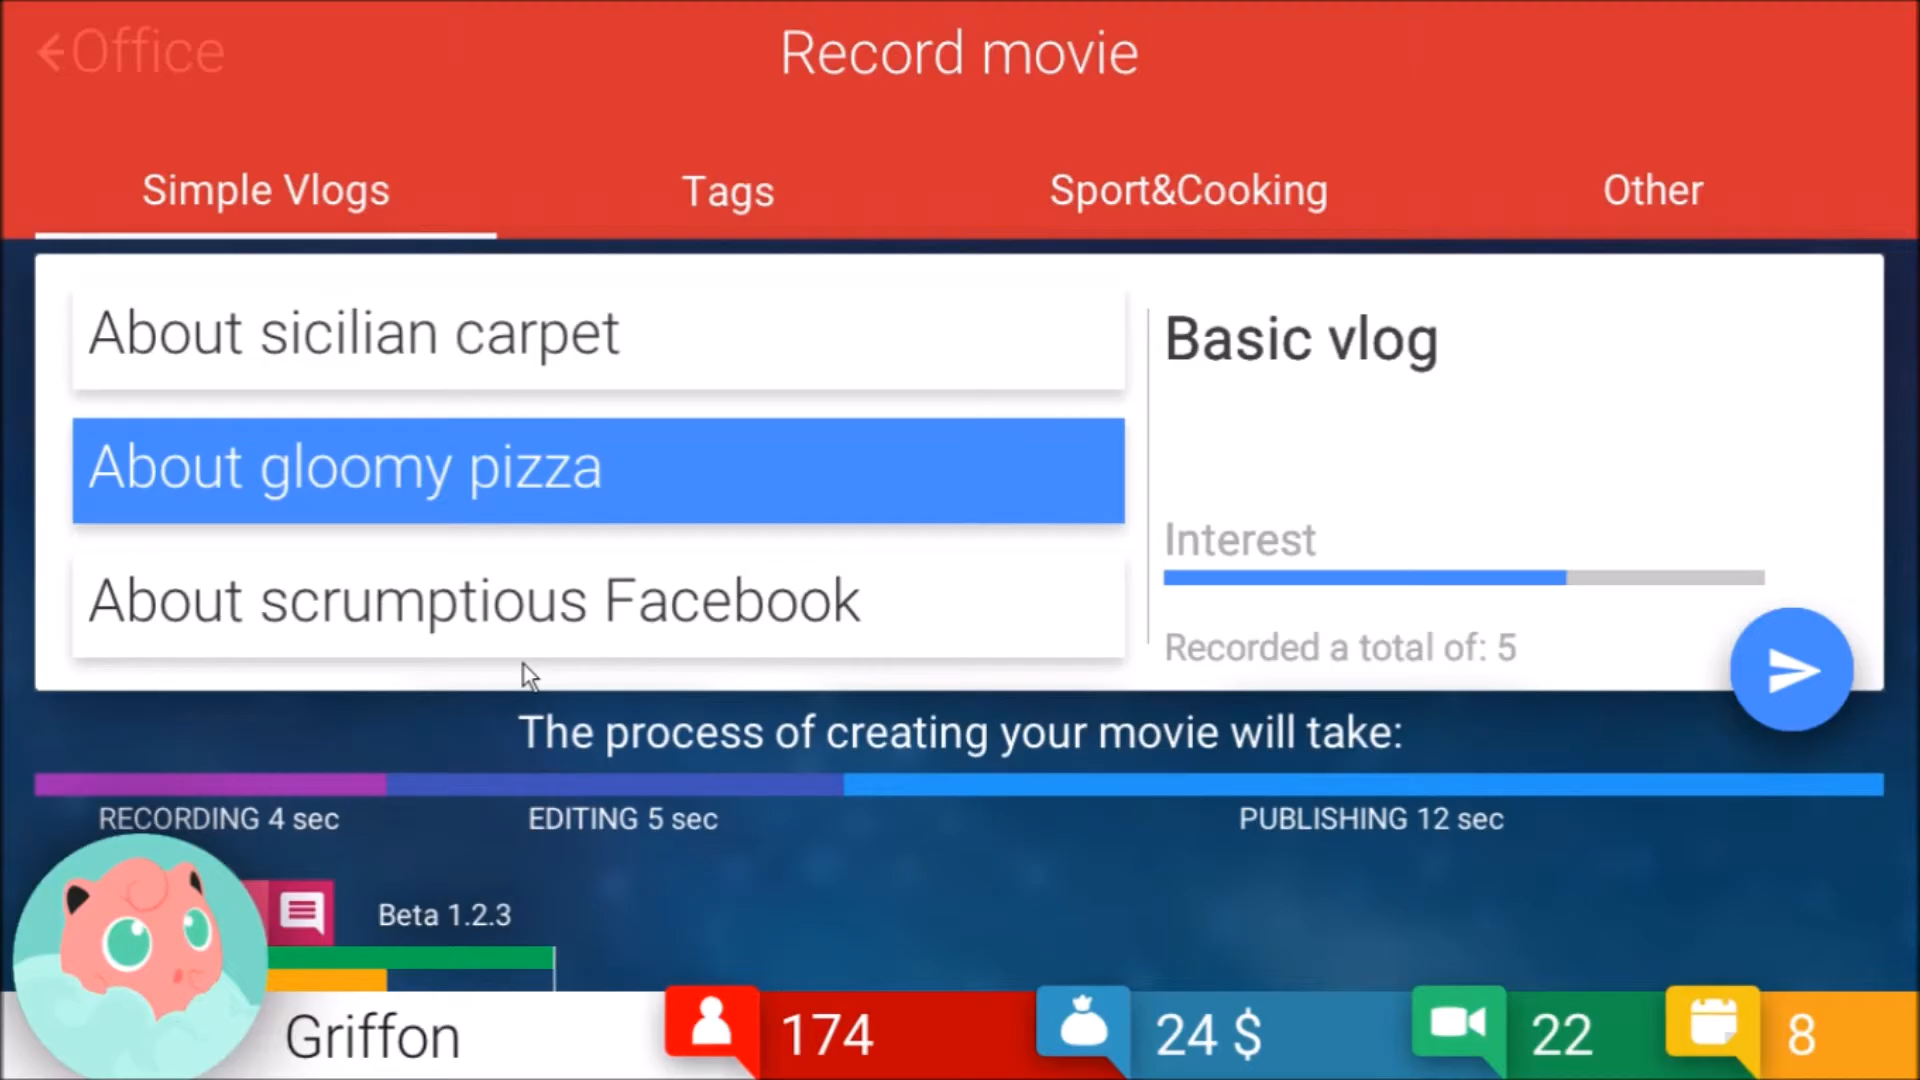 Office
Record movie
Simple Vlogs
Tags
Sport&Cooking
Other
About sicilian carpet
About gloomy pizza
About scrumptious Facebook
Basic vlog
Interest
Recorded a total of: 5
The process of creating your movie will take:
RECORDING 4 sec
EDITING 5 sec
PUBLISHING 12 sec
Beta 1.2.3
Griffon
174
24 $
22
8